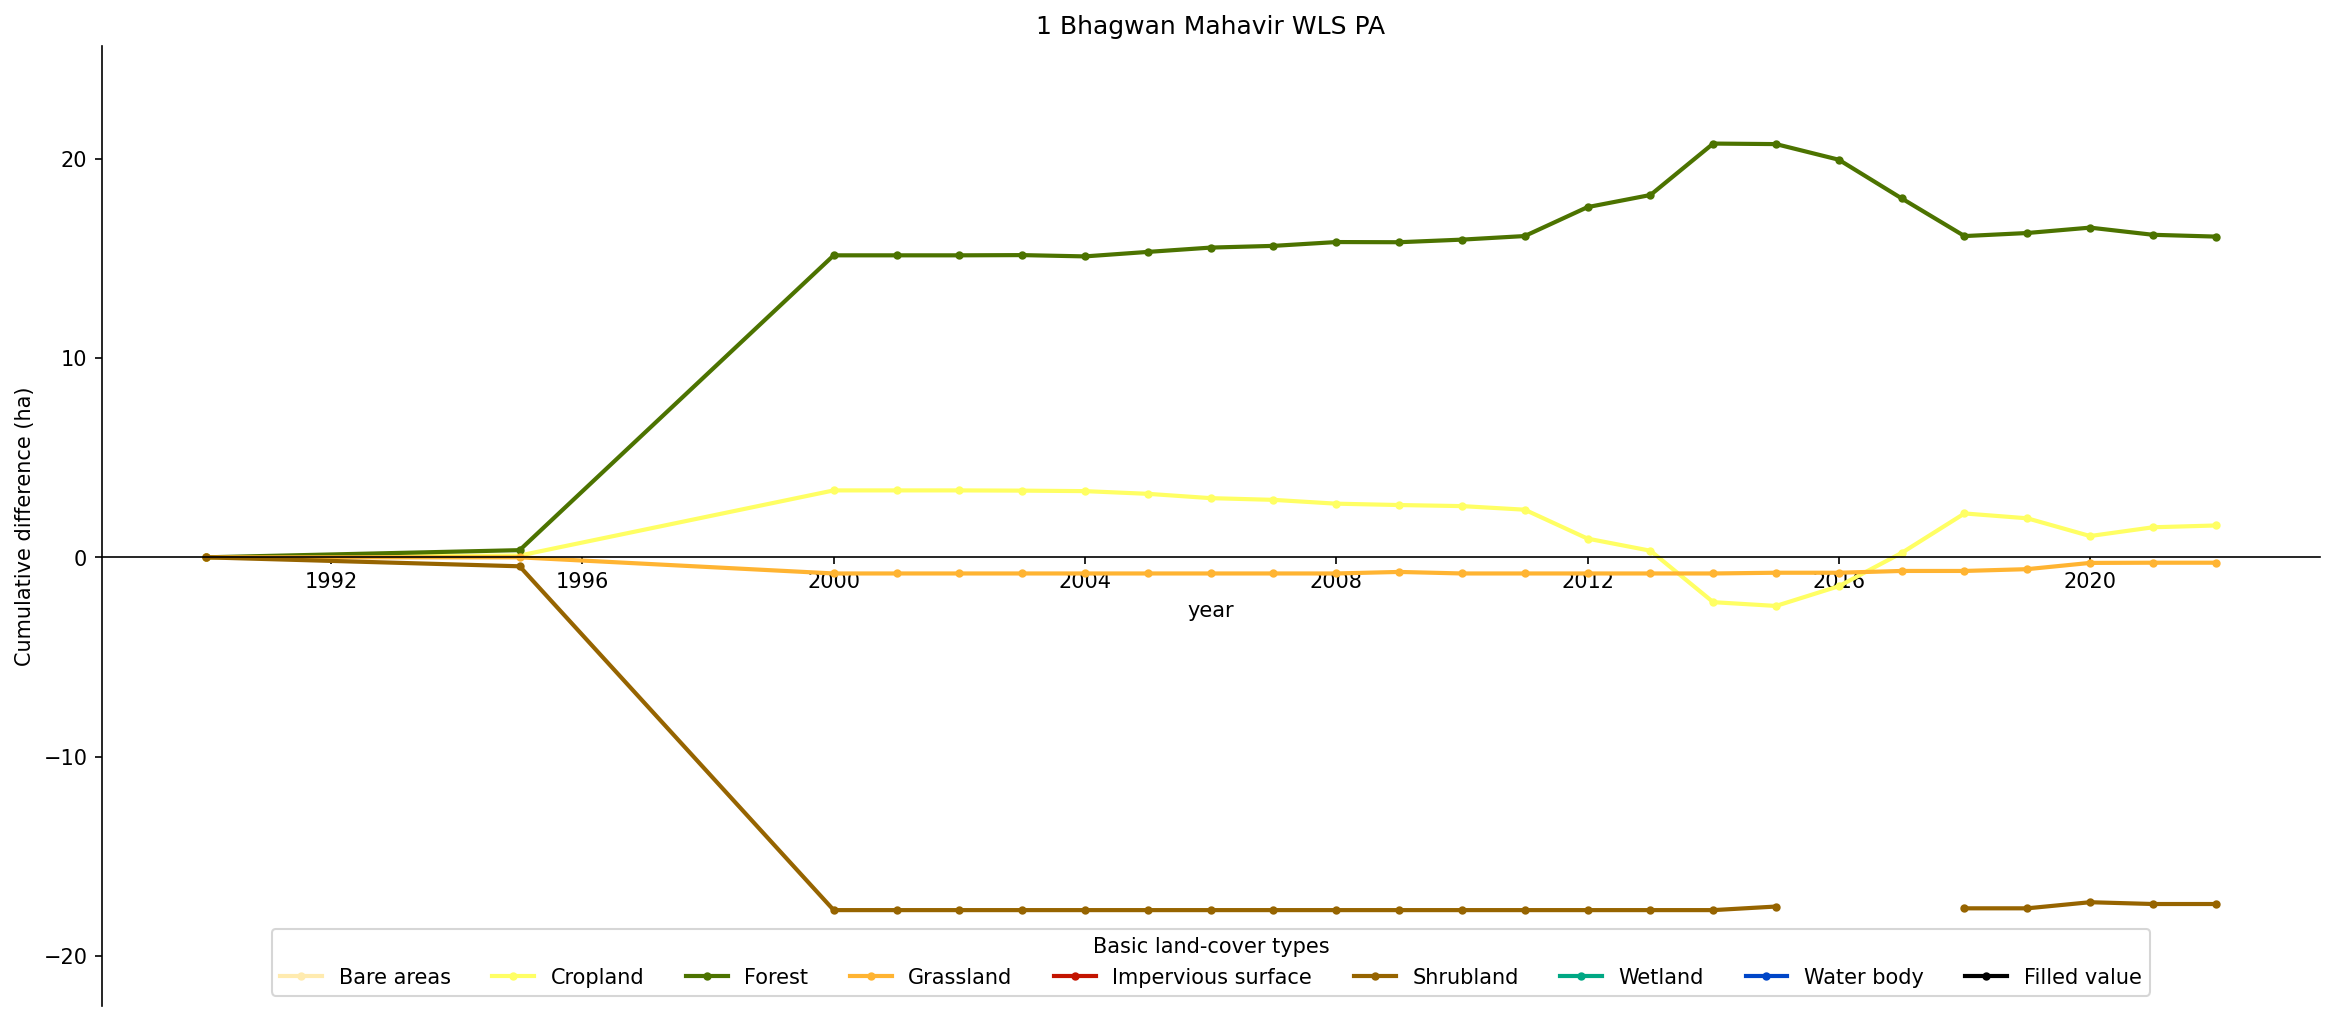 1 Bhagwan Mahavir WLS PA
Cumulative difference (ha)
20
10
0
−10
−20
1992 1996 2000 2004 2008 2012 2016 2020
year
Basic land-cover types
Bare areas Cropland Forest Grassland Impervious surface Shrubland Wetland Water body Filled value